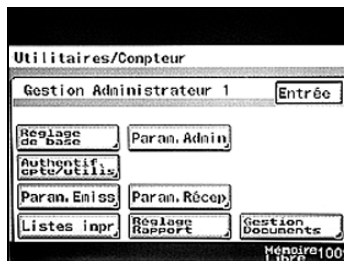 Utilitaires/Conpteur
Gestion Administrateur 1
Entrée
Réglage
de base
Param.Admin
Authentif.
cpte/utilis
Param.Emiss
Param.Récep
Listes inpr
Réglage
Rapport
Gestion
Documents
Mémoire
Libre
100